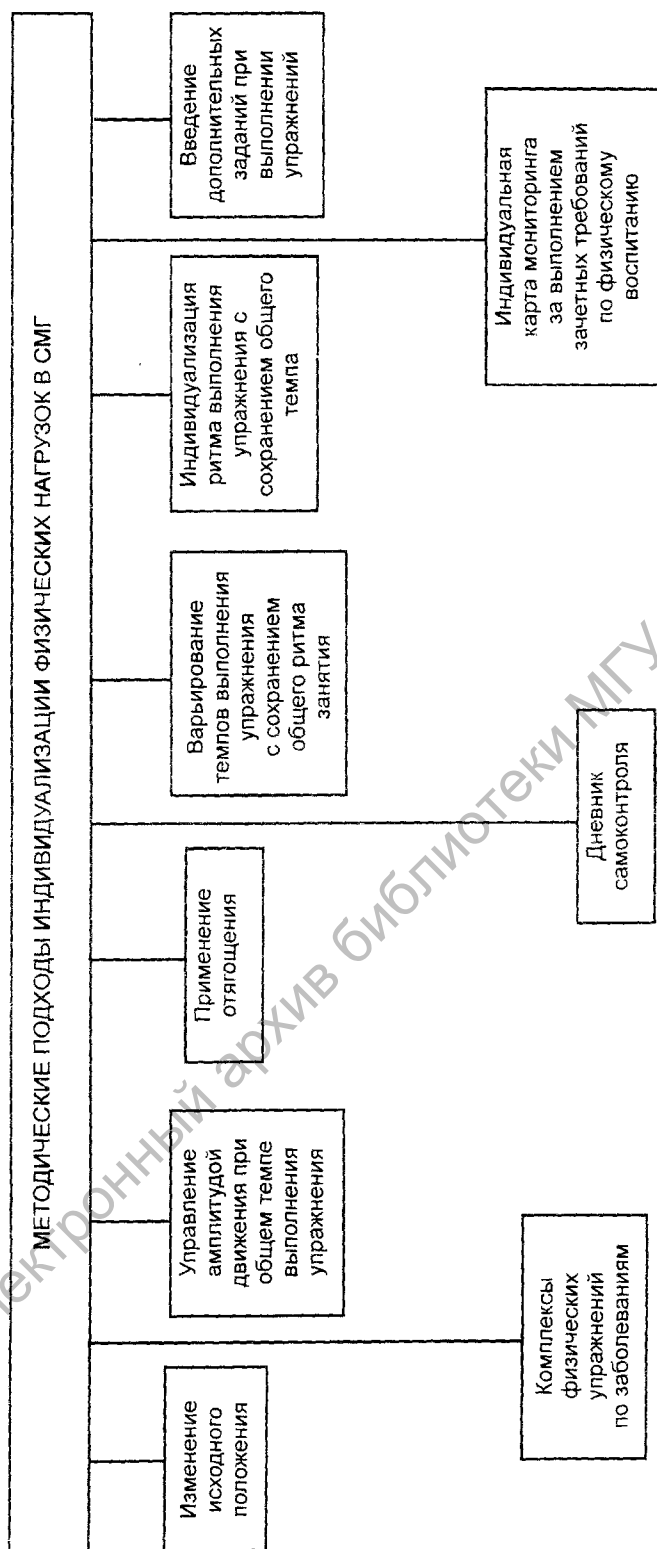 МЕТОДИЧЕСКИЕ ПОДХОДЫ ИНДИВИДУАЛИЗАЦИИ ФИЗИЧЕСКИХ НАГРУЗОК В СМГ
Изменение
исходного
положения
Управление
амплитудой
движения при
общем темпе
выполнения
упражнения
Применение
отягощения
Варьирование
темпов выполнения
упражнения
с сохранением
общего ритма
занятия
Индивидуализация
ритма выполнения
упражнения с
сохранением общего
темпа
Введение
дополнительных
заданий при
выполнении
упражнений
Комплексы
физических
упражнений
по заболеваниям
Дневник
самоконтроля
Индивидуальная
карта мониторинга
за выполнением
зачетных требований
по физическому
воспитанию
архив библиотеки МГУ